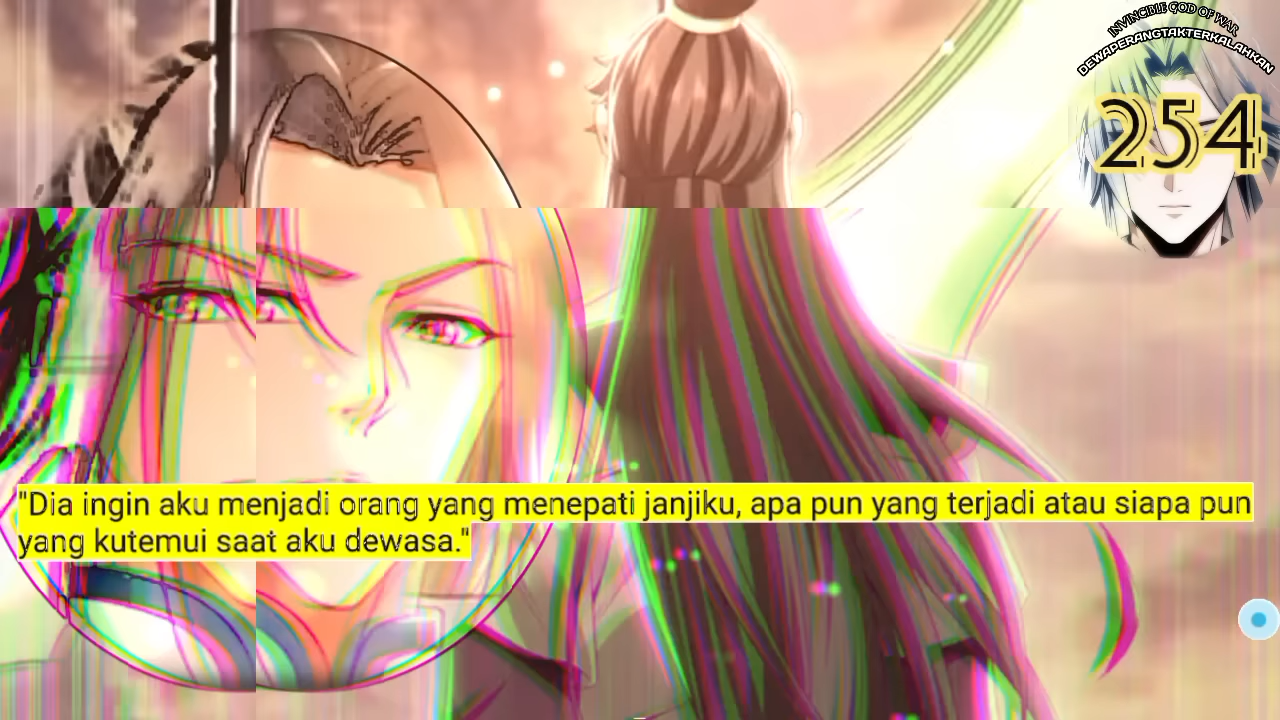 INVINCIBLE GOD OF WAR
DEWAPERANGTAKTERKALAHKAN
254
"Dia ingin aku menjadi orang yang menepati janjiku, apa pun yang terjadi atau siapa pun
yang kutemui saat aku dewasa."